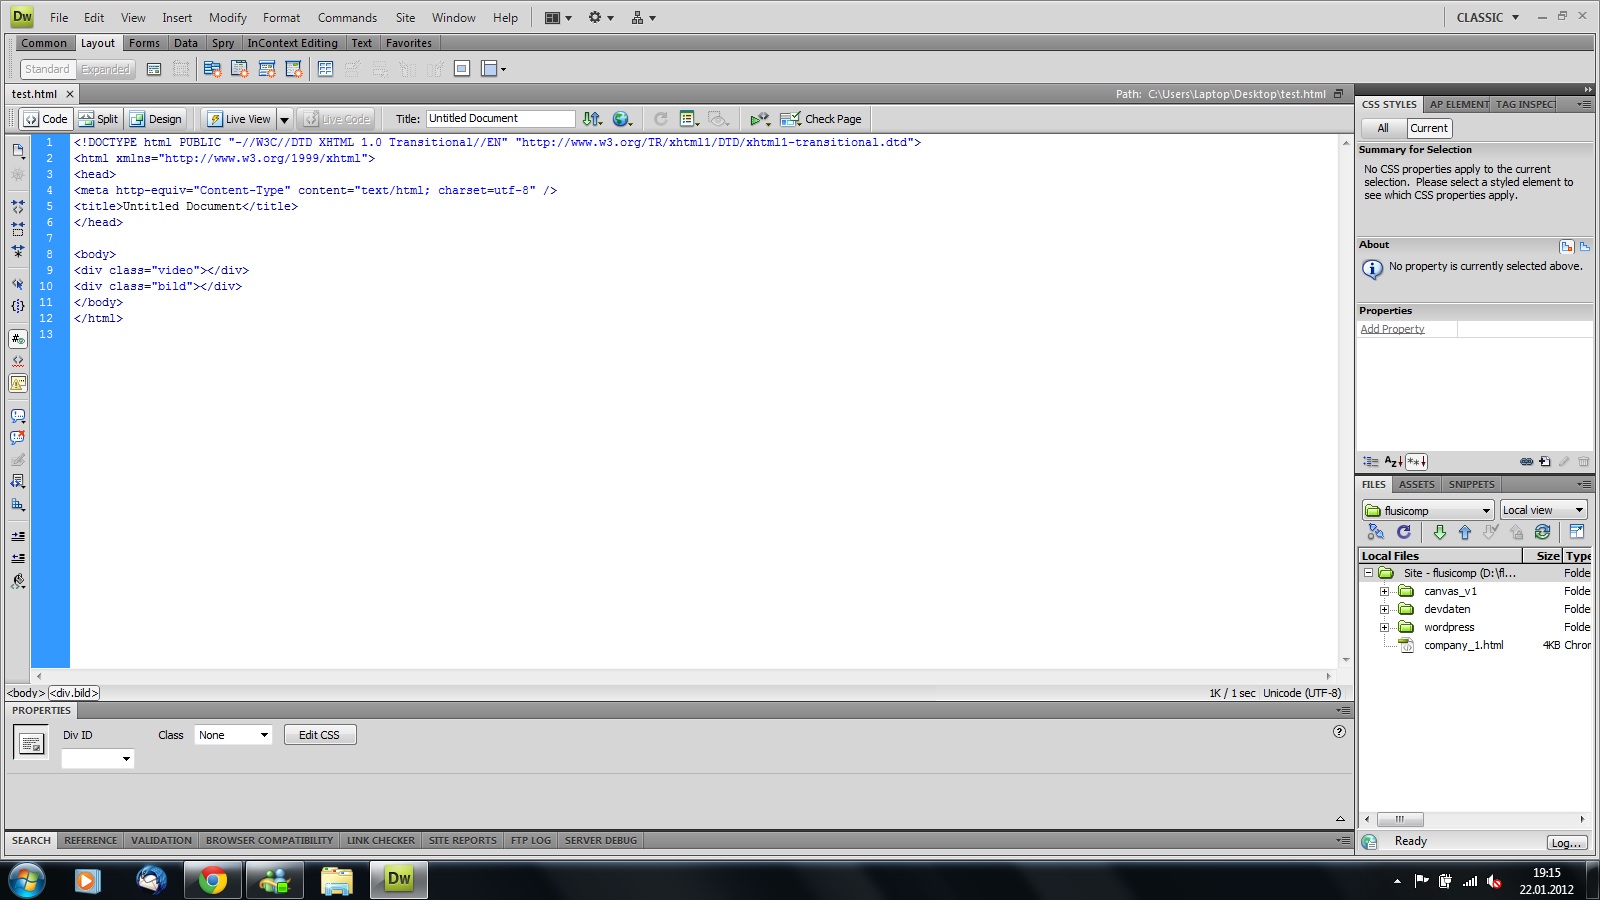 Dw File Edit View Insert Modify Format Commands Site Window Help CLASSIC
Common Layout Forms Data Spry InContext Editing Text Favorites
Standard Expanded
test.html Path: C:\Users\Laptop\Desktop\test.html
Code Split Design Live View Live Code Title: Untitled Document Check Page
1 <!DOCTYPE html PUBLIC "-//W3C//DTD XHTML 1.0 Transitional//EN" "http://www.w3.org/TR/xhtml1/DTD/xhtml1-transitional.dtd">
2 <html xmlns="http://www.w3.org/1999/xhtml">
3 <head>
4 <meta http-equiv="Content-Type" content="text/html; charset=utf-8" />
5 <title>Untitled Document</title>
6 </head>
7
8 <body>
9 <div class="video"></div>
10 <div class="bild"></div>
11 </body>
12 </html>
13
<body> <div.bild> 1K / 1 sec Unicode (UTF-8)
PROPERTIES
Div ID Class None Edit CSS
SEARCH REFERENCE VALIDATION BROWSER COMPATIBILITY LINK CHECKER SITE REPORTS FTP LOG SERVER DEBUG
CSS STYLES AP ELEMENT TAG INSPECT
All Current
Summary for Selection
No CSS properties apply to the current
selection. Please select a styled element to
see which CSS properties apply.
About
No property is currently selected above.
Properties
Add Property
FILES ASSETS SNIPPETS
flusicomp Local view
Local Files Size Type
Site - flusicomp (D:\fl... Folde
canvas_v1 Folde
devdaten Folde
wordpress Folde
company_1.html 4KB Chron
Ready Log...
Dw
19:15
22.01.2012